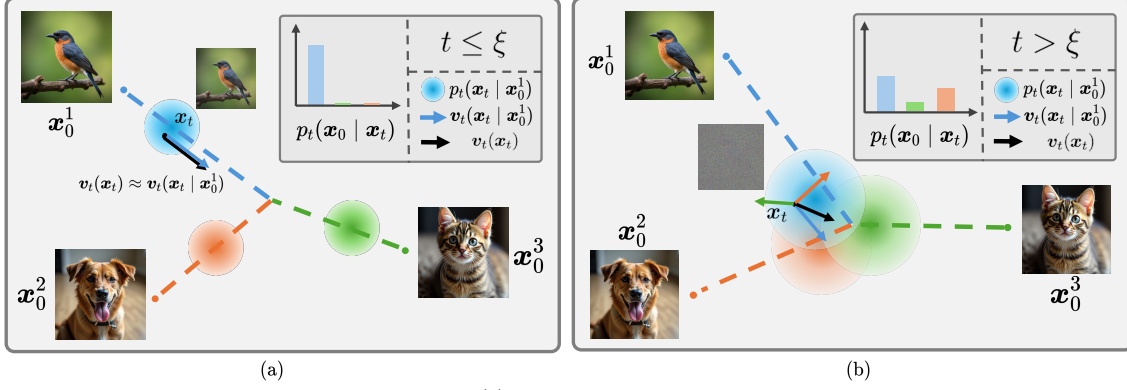 x_0^1
x_t
v_t(x_t) ≈ v_t(x_t | x_0^1)
x_0^2
x_0^3
p_t(x_0 | x_t)
t ≤ ξ
p_t(x_t | x_0^1)
v_t(x_t | x_0^1)
v_t(x_t)
(a)
x_0^1
x_t
x_0^2
x_0^3
p_t(x_0 | x_t)
t > ξ
p_t(x_t | x_0^1)
v_t(x_t | x_0^1)
v_t(x_t)
(b)